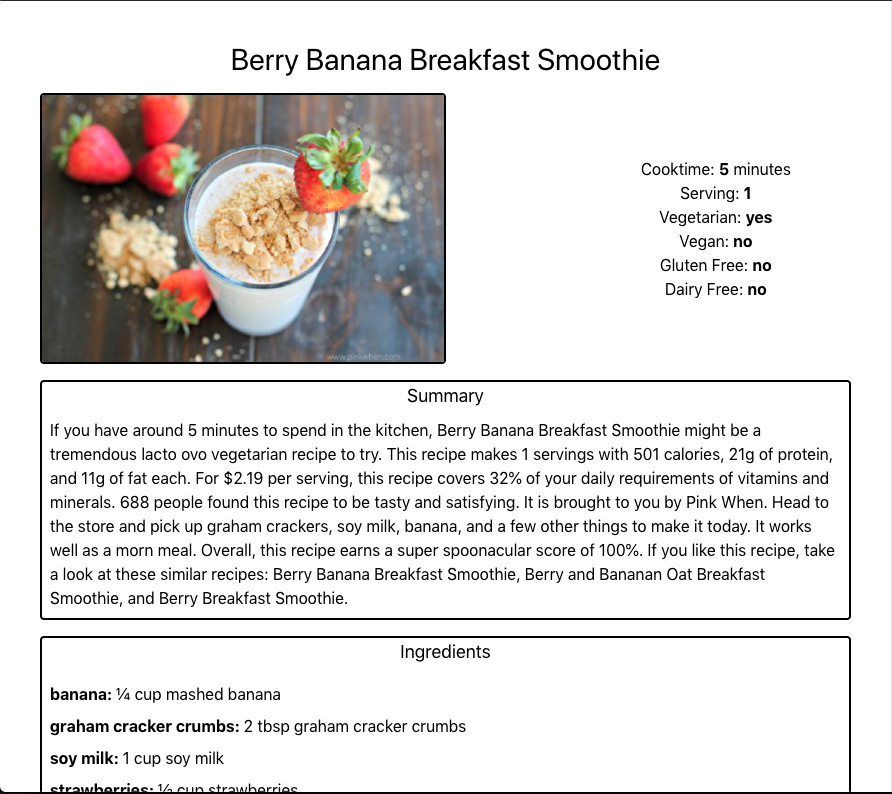 Berry Banana Breakfast Smoothie
www.pinkwhen.com
Cooktime: 5 minutes
Serving: 1
Vegetarian: yes
Vegan: no
Gluten Free: no
Dairy Free: no
Summary
If you have around 5 minutes to spend in the kitchen, Berry Banana Breakfast Smoothie might be a
tremendous lacto ovo vegetarian recipe to try. This recipe makes 1 servings with 501 calories, 21g of protein,
and 11g of fat each. For $2.19 per serving, this recipe covers 32% of your daily requirements of vitamins and
minerals. 688 people found this recipe to be tasty and satisfying. It is brought to you by Pink When. Head to
the store and pick up graham crackers, soy milk, banana, and a few other things to make it today. It works
well as a morn meal. Overall, this recipe earns a super spoonacular score of 100%. If you like this recipe, take
a look at these similar recipes: Berry Banana Breakfast Smoothie, Berry and Bananan Oat Breakfast
Smoothie, and Berry Breakfast Smoothie.
Ingredients
banana: ¼ cup mashed banana
graham cracker crumbs: 2 tbsp graham cracker crumbs
soy milk: 1 cup soy milk
strawberries: ½ cup strawberries